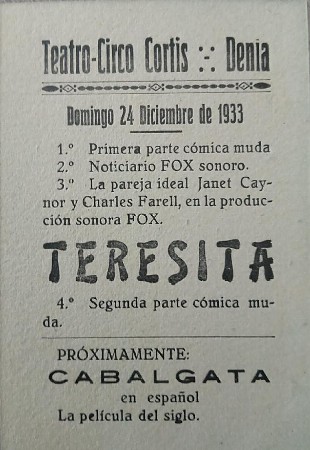 Teatro-Circo Cortis :-: Denia
Domingo 24 Diciembre de 1933
1.º Primera parte cómica muda
2.º Noticiario FOX sonoro.
3.º La pareja ideal Janet Cay-
nor y Charles Farell, en la produc-
ción sonora FOX.
TERESITA
4.º Segunda parte cómica mu-
da.
PRÓXIMAMENTE:
CABALGATA
en español
La película del siglo.